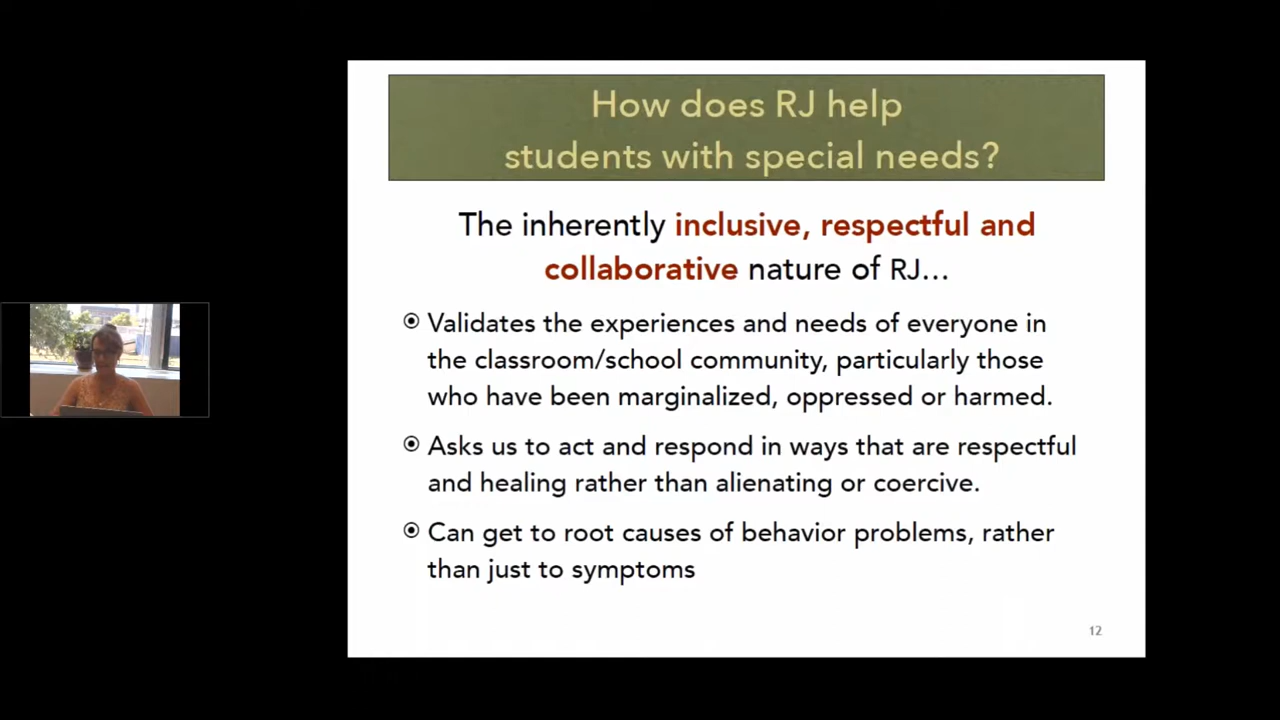 How does RJ help
students with special needs?
The inherently inclusive, respectful and
collaborative nature of RJ...
Validates the experiences and needs of everyone in
the classroom/school community, particularly those
who have been marginalized, oppressed or harmed.
Asks us to act and respond in ways that are respectful
and healing rather than alienating or coercive.
Can get to root causes of behavior problems, rather
than just to symptoms
12